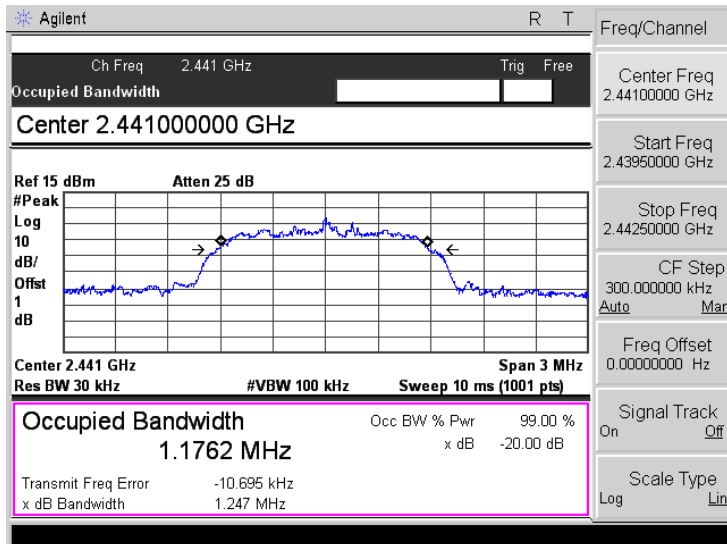 Agilent R T
Ch Freq 2.441 GHz Trig Free
Occupied Bandwidth
Center 2.441000000 GHz
Ref 15 dBm Atten 25 dB
#Peak
Log
10
dB/
Offst
1
dB
Center 2.441 GHz Span 3 MHz
Res BW 30 kHz #VBW 100 kHz Sweep 10 ms (1001 pts)
Occupied Bandwidth Occ BW % Pwr 99.00 %
1.1762 MHz x dB -20.00 dB
Transmit Freq Error -10.695 kHz
x dB Bandwidth 1.247 MHz
Freq/Channel
Center Freq
2.44100000 GHz
Start Freq
2.43950000 GHz
Stop Freq
2.44250000 GHz
CF Step
300.000000 kHz
Auto Man
Freq Offset
0.00000000 Hz
Signal Track
On Off
Scale Type
Log Lin